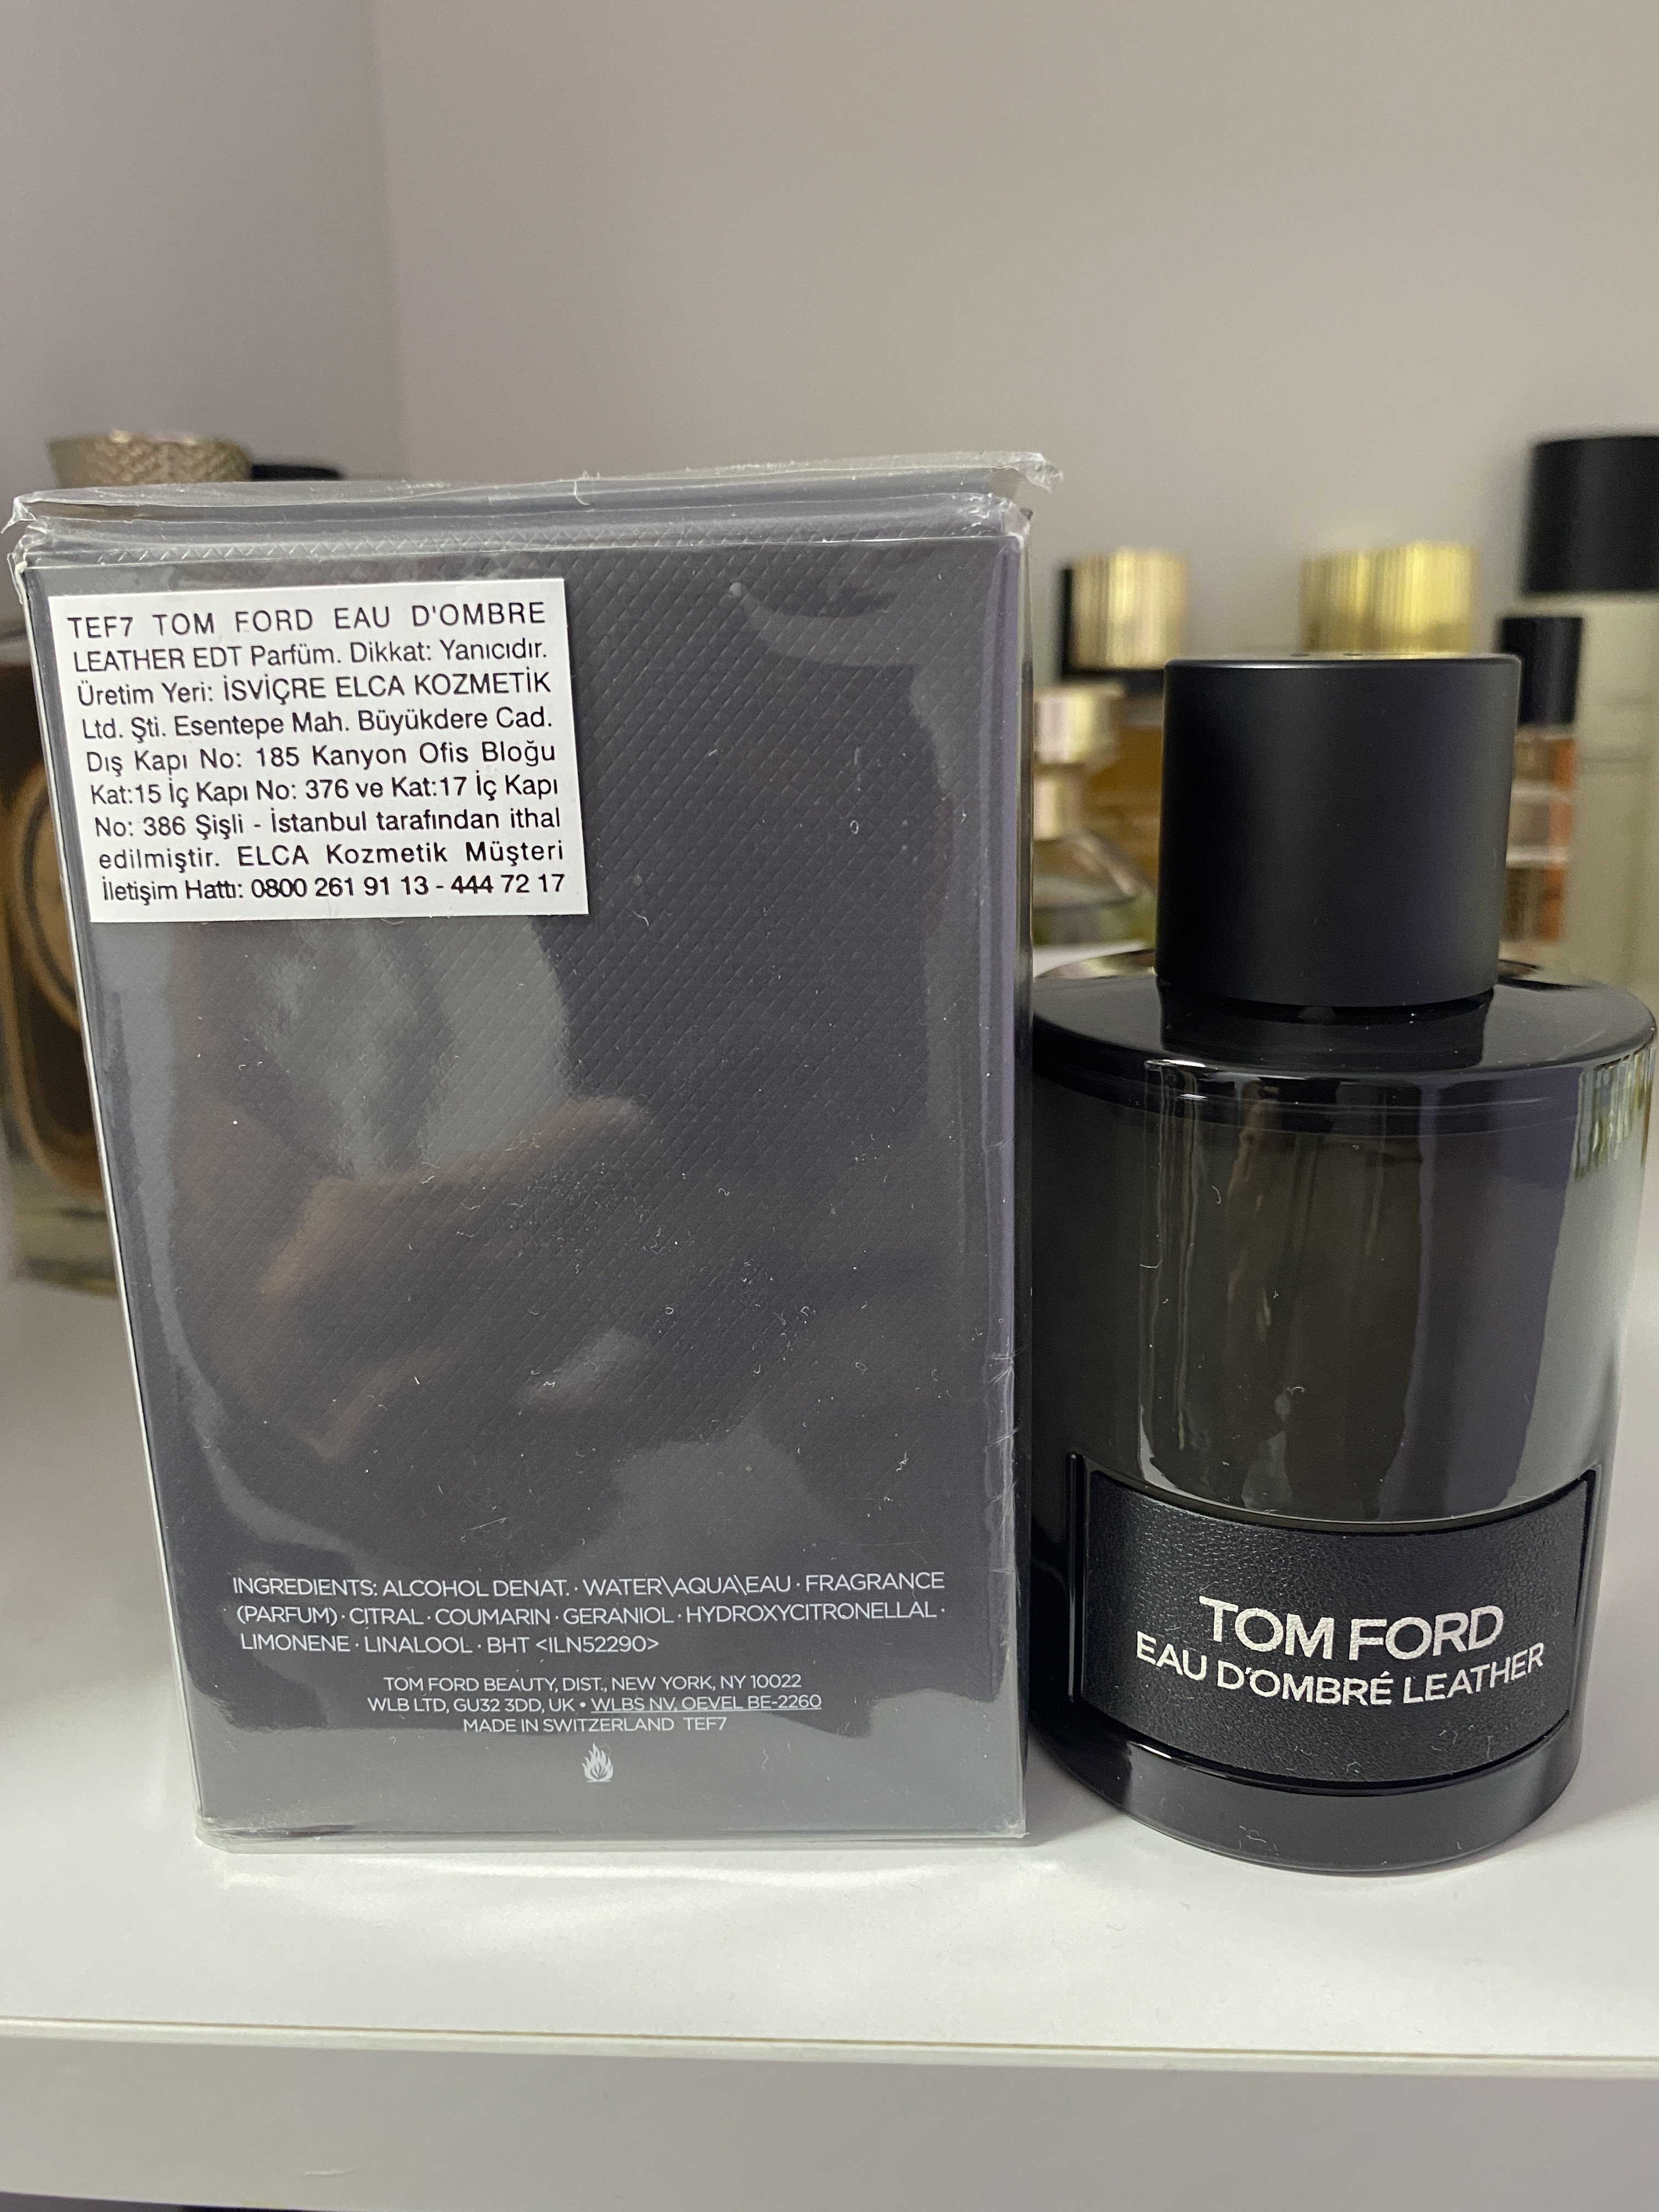 TEF7 TOM FORD EAU D'OMBRE
LEATHER EDT Parfüm. Dikkat: Yanıcıdır.
Üretim Yeri: İSVİÇRE ELCA KOZMETİK
Ltd. Şti. Esentepe Mah. Büyükdere Cad.
Dış Kapı No: 185 Kanyon Ofis Bloğu
Kat:15 İç Kapı No: 376 ve Kat:17 İç Kapı
No: 386 Şişli - İstanbul tarafından ithal
edilmiştir. ELCA Kozmetik Müşteri
İletişim Hattı: 0800 261 91 13 - 444 72 17
INGREDIENTS: ALCOHOL DENAT. · WATER\AQUA\EAU · FRAGRANCE
(PARFUM) · CITRAL · COUMARIN · GERANIOL · HYDROXYCITRONELLAL ·
LIMONENE · LINALOOL · BHT <ILN52290>
TOM FORD BEAUTY, DIST., NEW YORK, NY 10022
WLB LTD, GU32 3DD, UK • WLBS NV, OEVEL BE-2260
MADE IN SWITZERLAND TEF7
TOM FORD
EAU D'OMBRÉ LEATHER